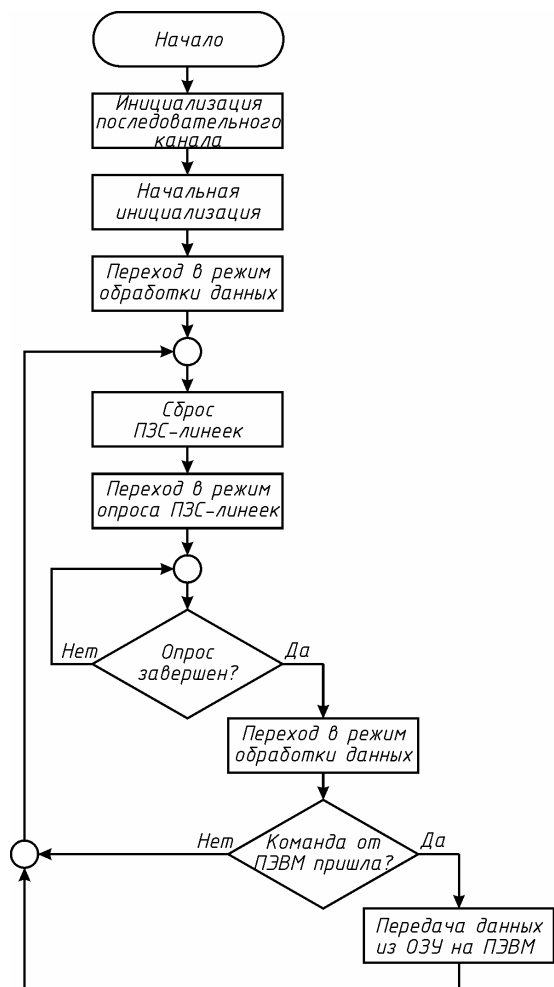 Начало
Инициализация
последовательного
канала
Начальная
инициализация
Переход в режим
обработки данных
Сброс
ПЗС-линеек
Переход в режим
опроса ПЗС-линеек
Нет
Опрос
завершен?
Да
Переход в режим
обработки данных
Нет
Команда от
ПЭВМ пришла?
Да
Передача данных
из ОЗУ на ПЭВМ